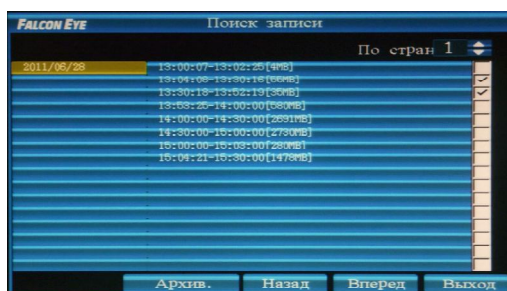 FALCON EYE Поиск записи
По стран 1
2011/06/28 13:00:07-13:02:25[4MB]
13:04:08-13:30:16[56MB]
13:30:18-13:52:19[35MB]
13:53:25-14:00:00[580MB]
14:00:00-14:30:00[2691MB]
14:30:00-15:00:00[2730MB]
15:00:00-15:03:00[280MB]
15:04:21-15:30:00[1478MB]
Архив. Назад Вперед Выход